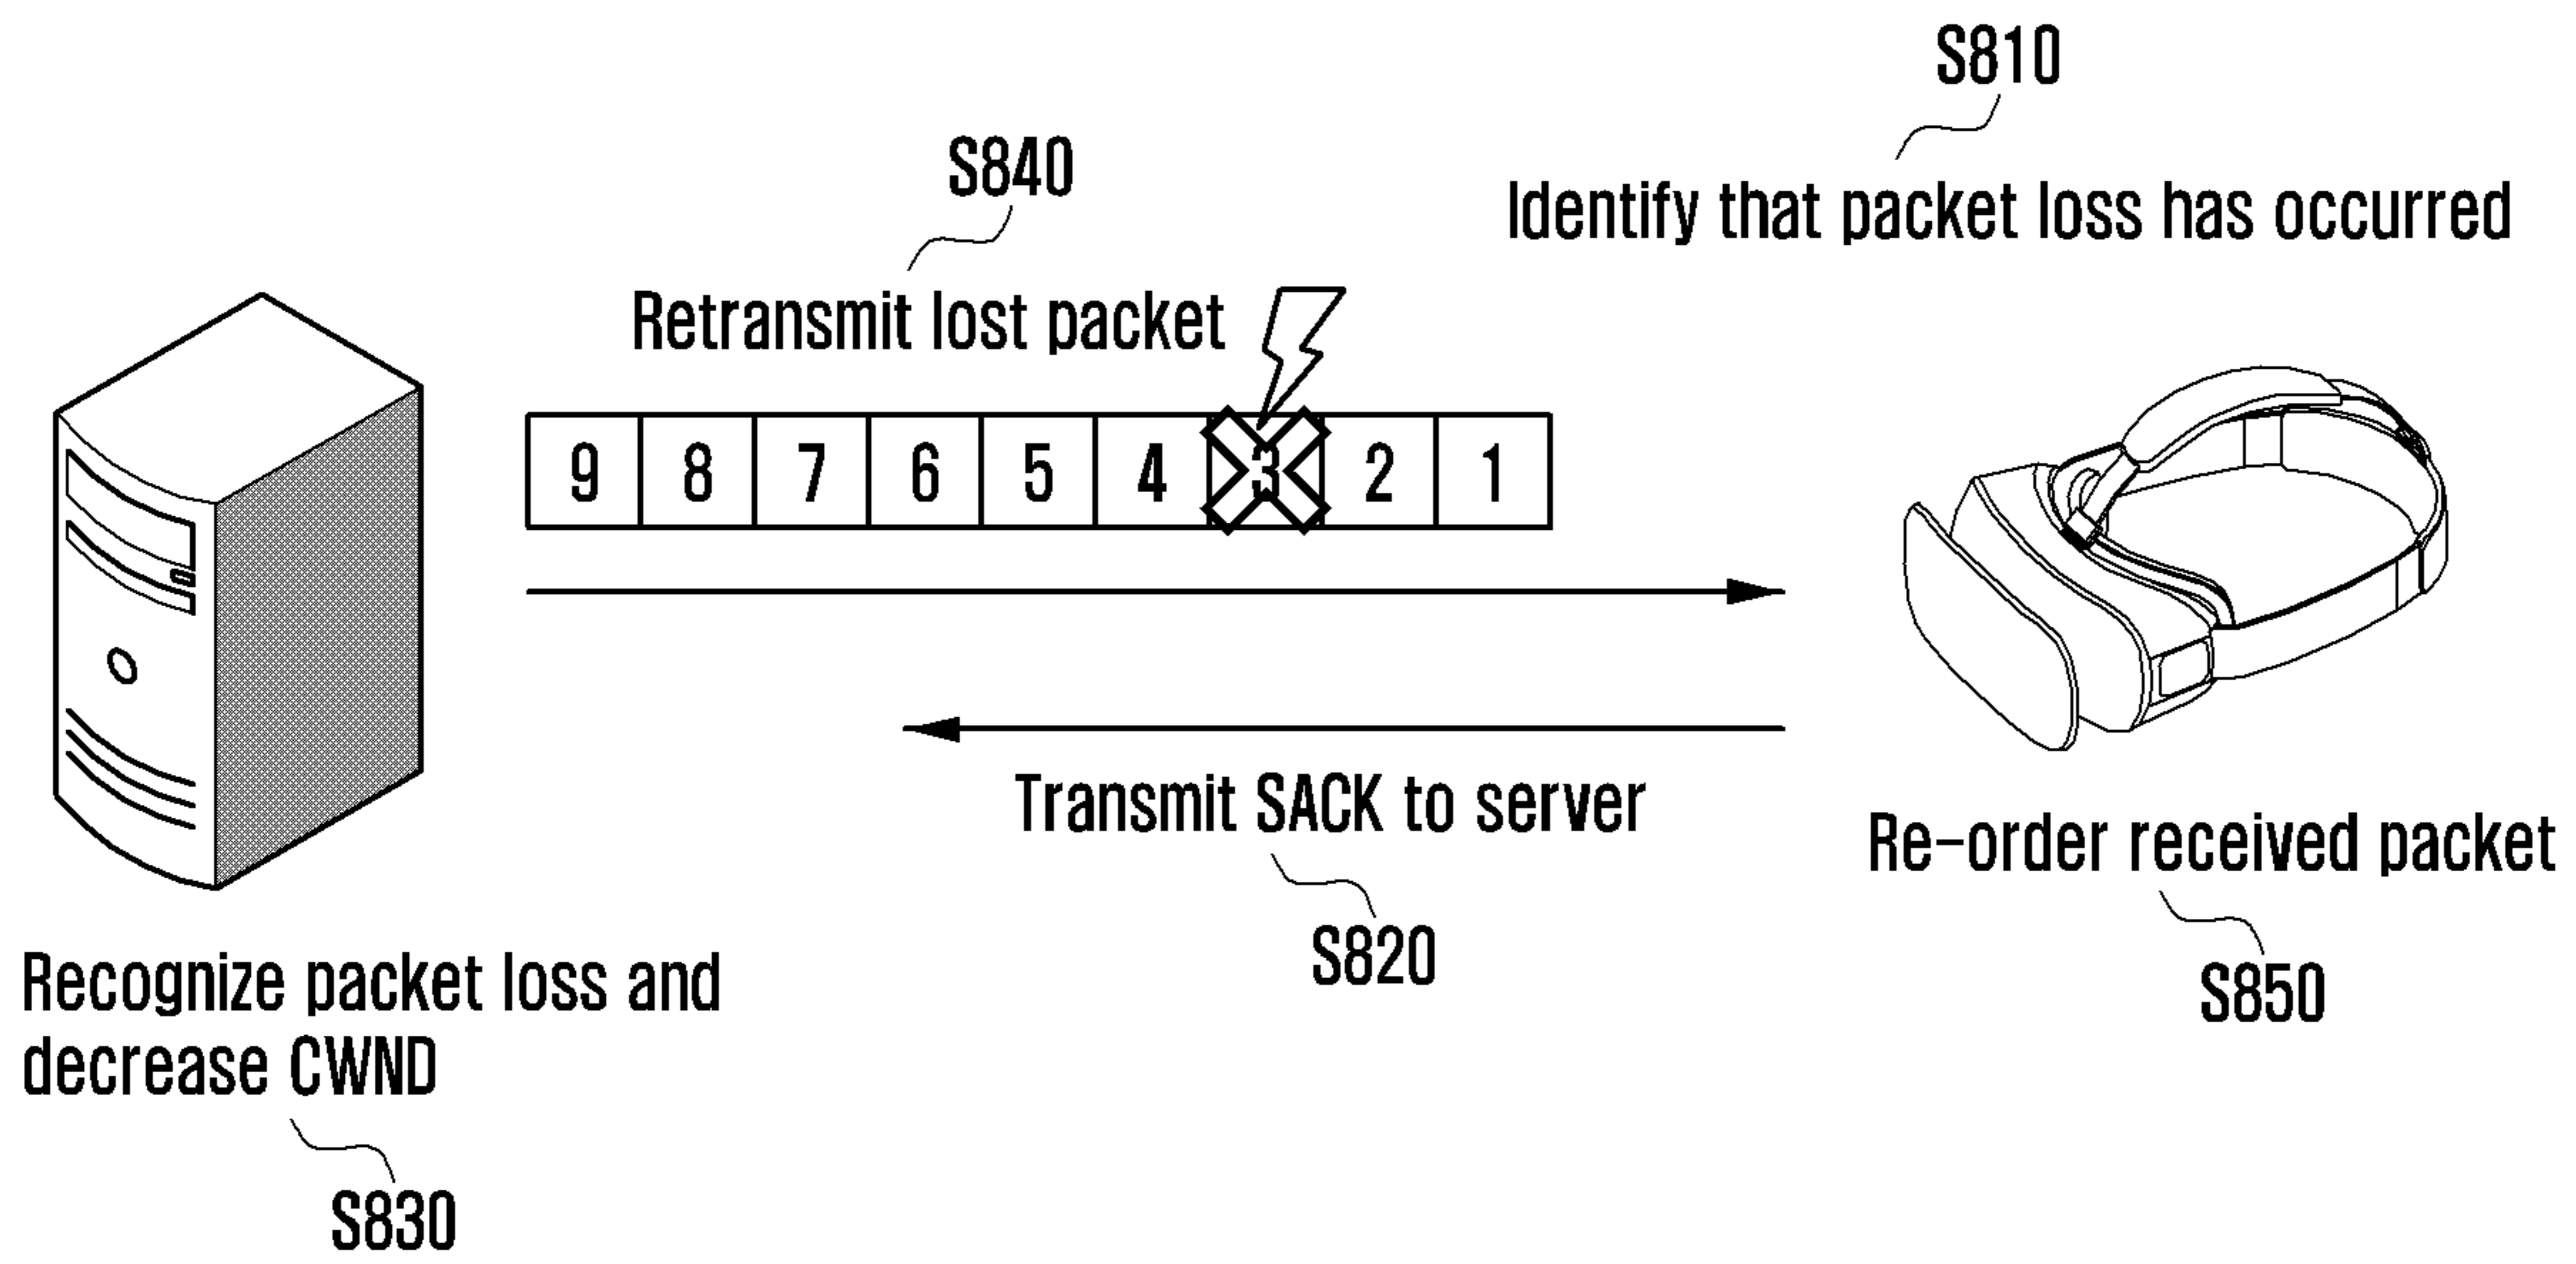 S810
Identify that packet loss has occurred
S840
Retransmit lost packet
9 8 7 6 5 4 3 2 1
Transmit SACK to server
S820
Re-order received packet
S850
Recognize packet loss and
decrease CWND
S830